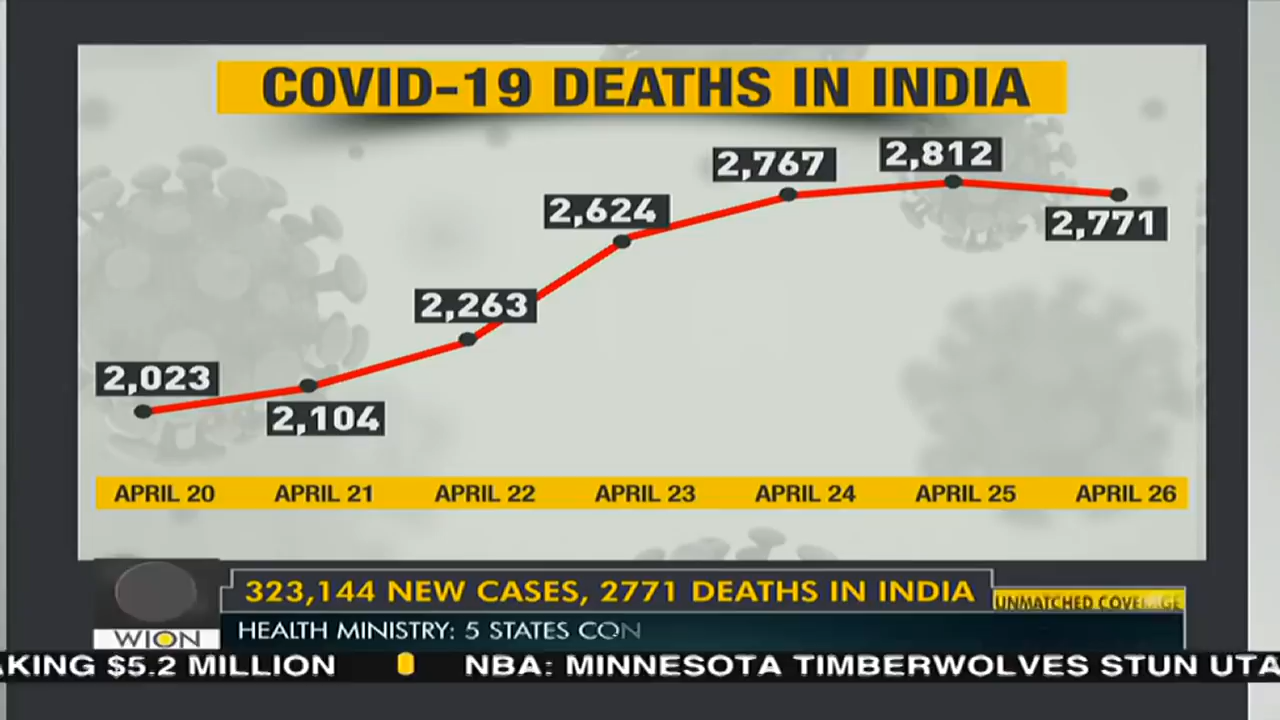 COVID-19 DEATHS IN INDIA
2,812
2,767
2,624
2,771
2,263
2,023
2,104
APRIL 20 APRIL 21 APRIL 22 APRIL 23 APRIL 24 APRIL 25 APRIL 26
323,144 NEW CASES, 2771 DEATHS IN INDIA
UNMATCHED COVERAGE
HEALTH MINISTRY: 5 STATES CON
WION
AKING $5.2 MILLION NBA: MINNESOTA TIMBERWOLVES STUN UTA